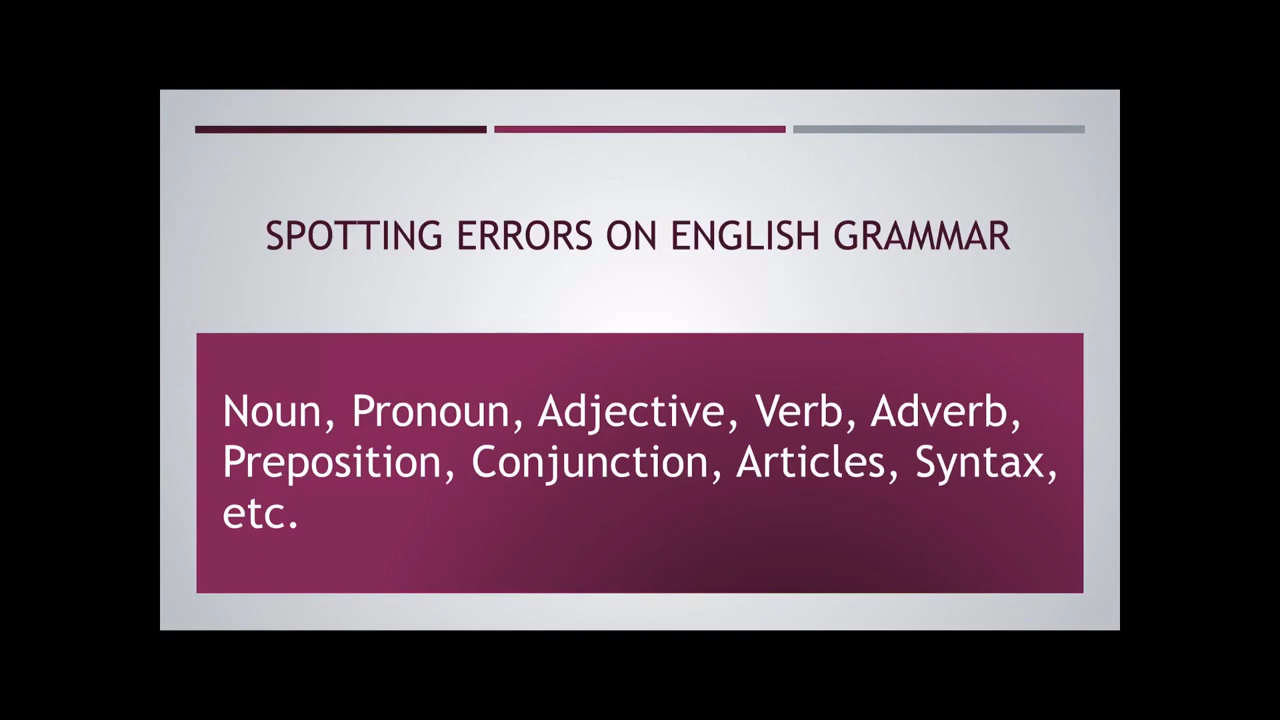 SPOTTING ERRORS ON ENGLISH GRAMMAR
Noun, Pronoun, Adjective, Verb, Adverb,
Preposition, Conjunction, Articles, Syntax,
etc.